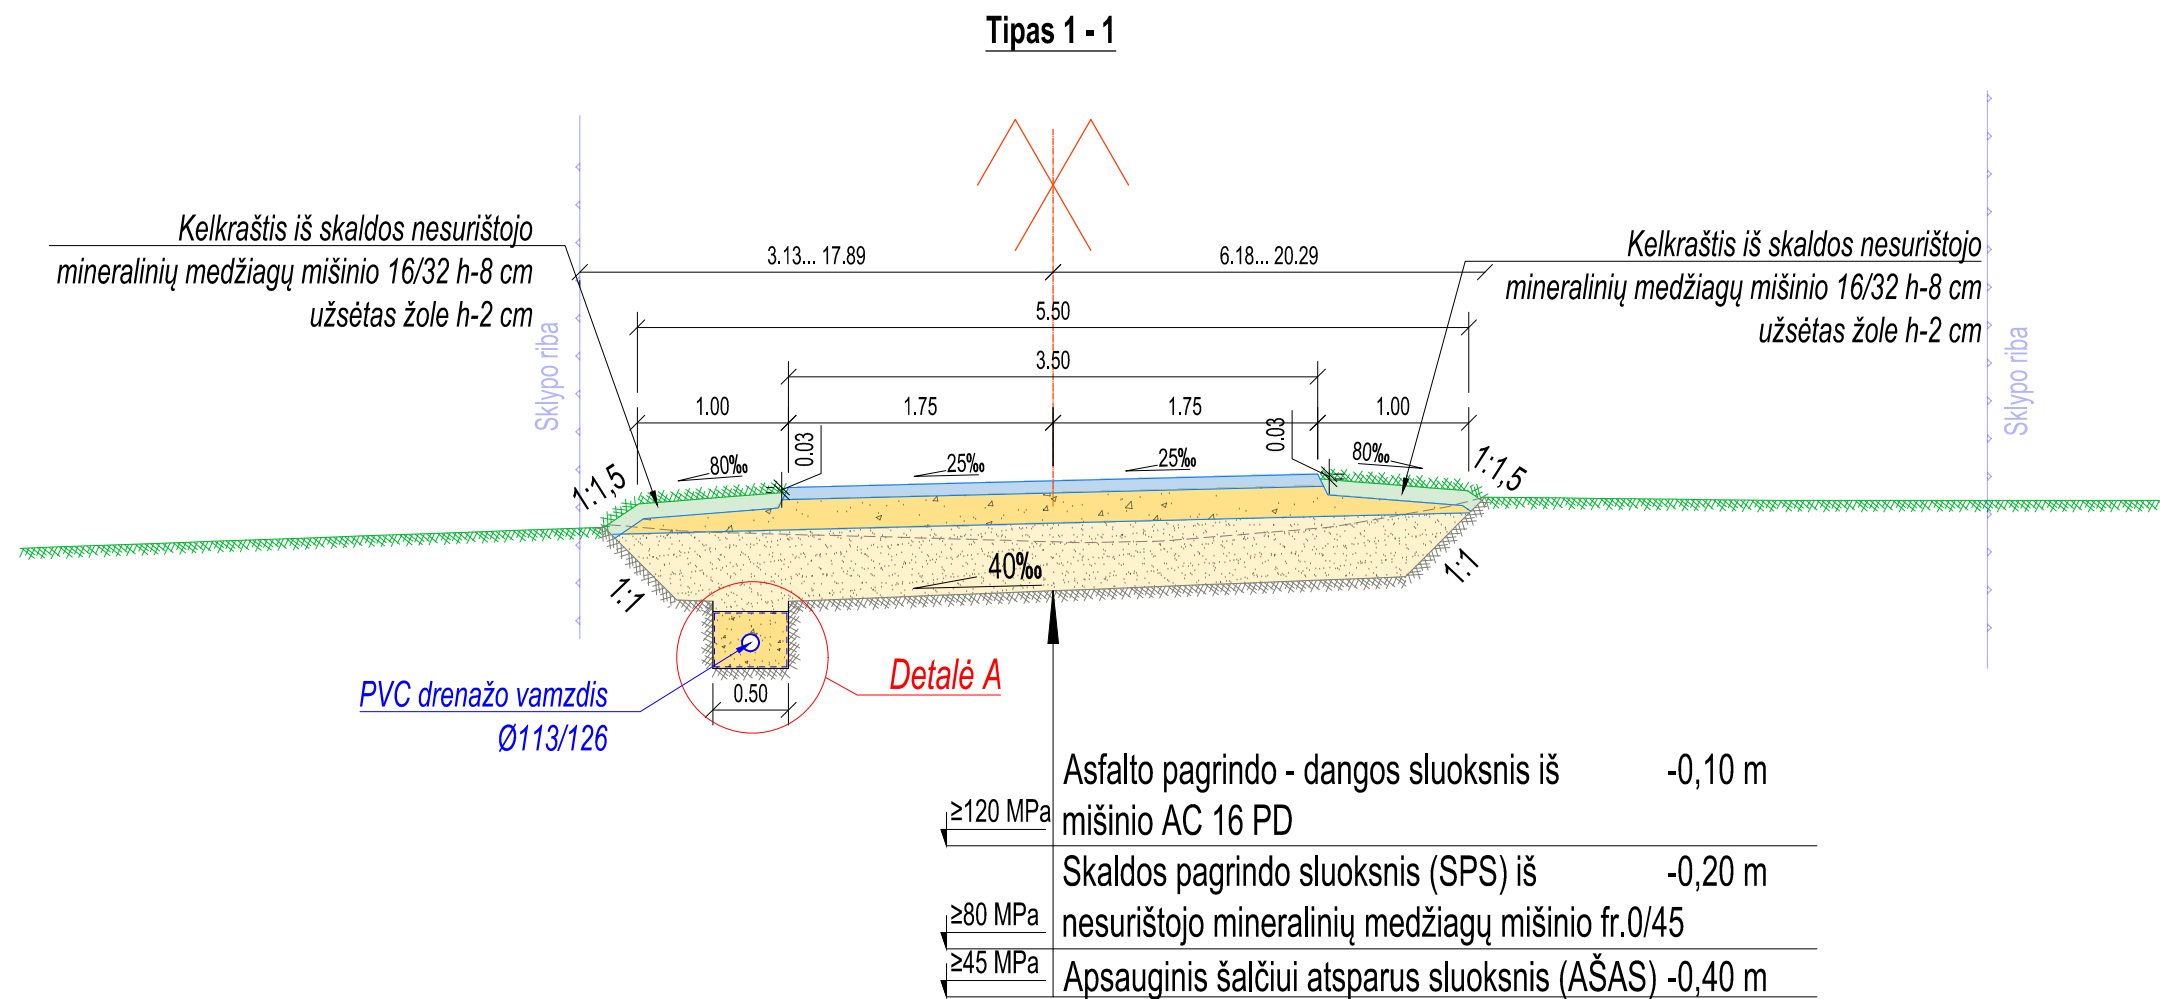 Tipas 1 - 1
Kelkraštis iš skaldos nesurištojo
mineralinių medžiagų mišinio 16/32 h-8 cm
užsėtas žole h-2 cm
Kelkraštis iš skaldos nesurištojo
mineralinių medžiagų mišinio 16/32 h-8 cm
užsėtas žole h-2 cm
3.13... 17.89
6.18... 20.29
5.50
3.50
1.00
1.75
1.75
1.00
Sklypo riba
Sklypo riba
0.03
0.03
80‰
25‰
25‰
80‰
1:1,5
1:1,5
40‰
1:1
1:1
PVC drenažo vamzdis
Ø113/126
0.50
Detalė A
Asfalto pagrindo - dangos sluoksnis iš -0,10 m
≥120 MPa mišinio AC 16 PD
Skaldos pagrindo sluoksnis (SPS) iš -0,20 m
≥80 MPa nesurištojo mineralinių medžiagų mišinio fr.0/45
≥45 MPa Apsauginis šalčiui atsparus sluoksnis (AŠAS) -0,40 m